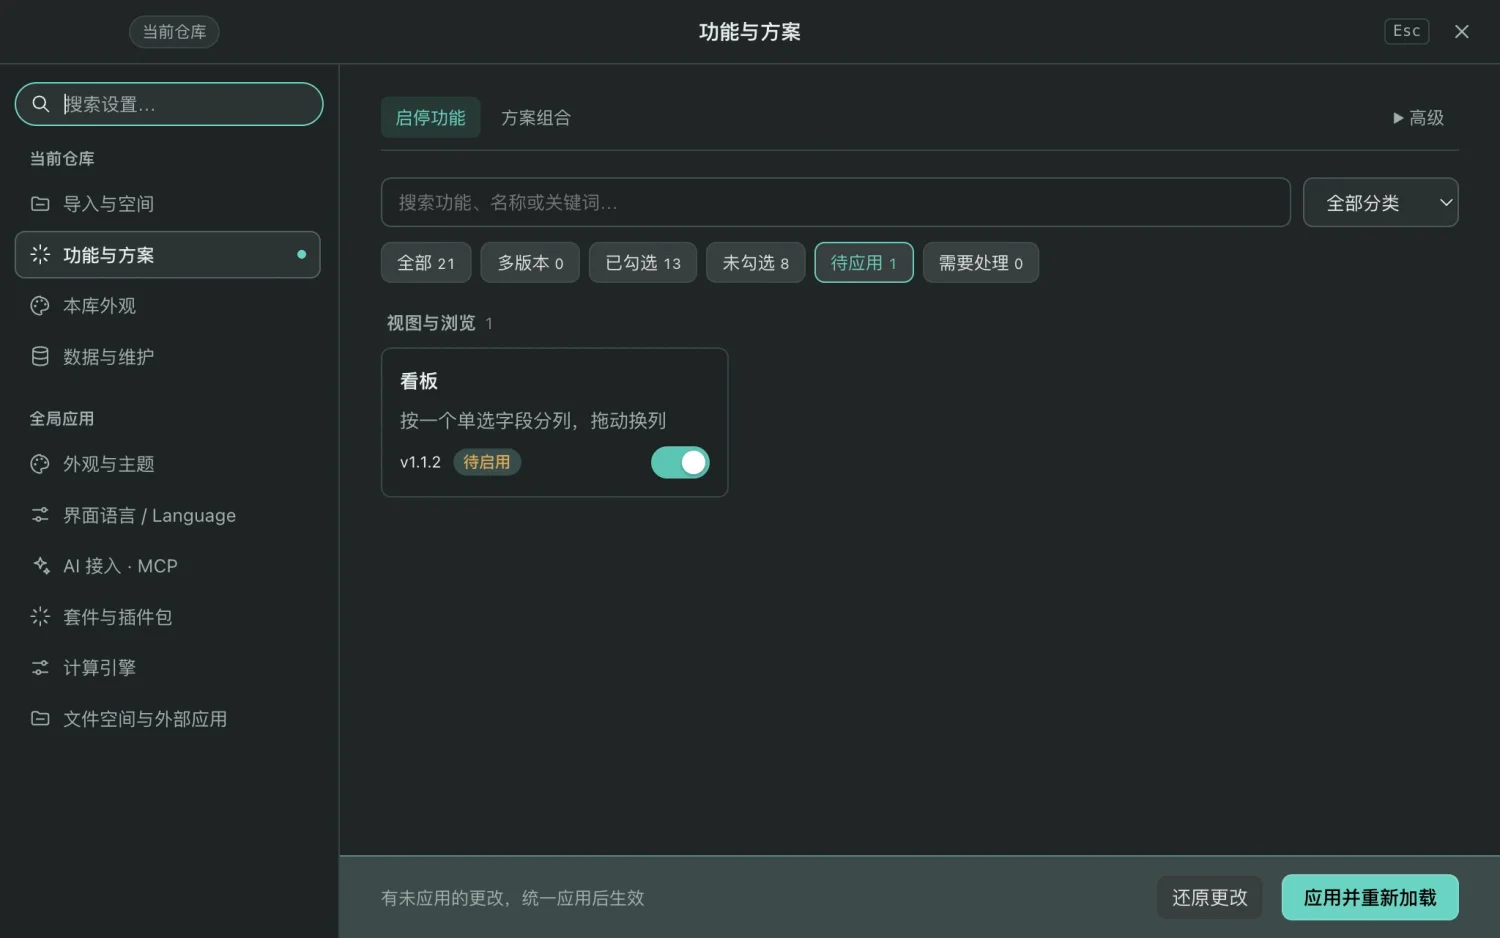 当前仓库
功能与方案
Esc
搜索设置...
当前仓库
导入与空间
功能与方案
本库外观
数据与维护
全局应用
外观与主题
界面语言 / Language
AI 接入 · MCP
套件与插件包
计算引擎
文件空间与外部应用
启停功能 方案组合 ▶ 高级
搜索功能、名称或关键词... 全部分类
全部 21 多版本 0 已勾选 13 未勾选 8 待应用 1 需要处理 0
视图与浏览 1
看板
按一个单选字段分列，拖动换列
v1.1.2 待启用
有未应用的更改，统一应用后生效 还原更改 应用并重新加载